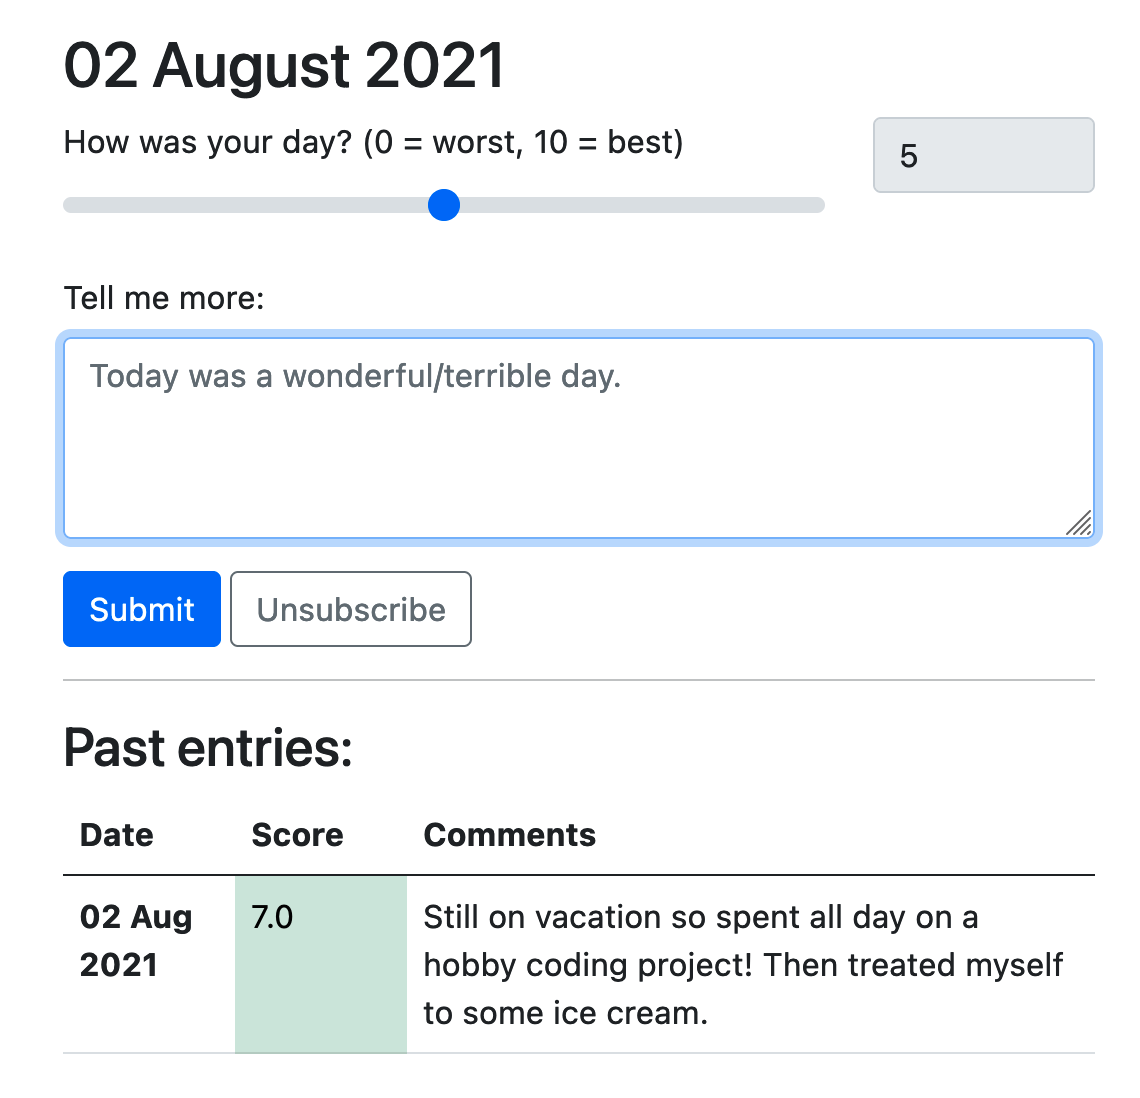 02 August 2021
How was your day? (0 = worst, 10 = best)
5
Tell me more:
Today was a wonderful/terrible day.
Submit Unsubscribe
Past entries:
Date Score Comments
02 Aug 7.0 Still on vacation so spent all day on a
2021 hobby coding project! Then treated myself
to some ice cream.